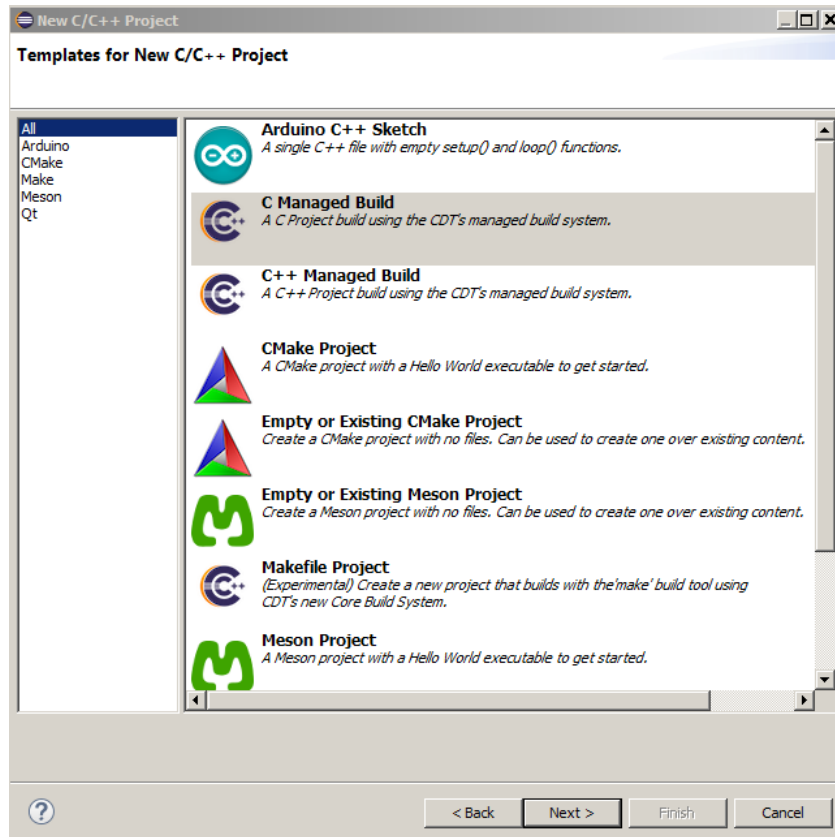 New C/C++ Project
Templates for New C/C++ Project
All
Arduino
CMake
Make
Meson
Qt
Arduino C++ Sketch
A single C++ file with empty setup() and loop() functions.
C Managed Build
A C Project build using the CDT's managed build system.
C++ Managed Build
A C++ Project build using the CDT's managed build system.
CMake Project
A CMake project with a Hello World executable to get started.
Empty or Existing CMake Project
Create a CMake project with no files. Can be used to create one over existing content.
Empty or Existing Meson Project
Create a Meson project with no files. Can be used to create one over existing content.
Makefile Project
(Experimental) Create a new project that builds with the'make' build tool using
CDT's new Core Build System.
Meson Project
A Meson project with a Hello World executable to get started.
< Back
Next >
Finish
Cancel